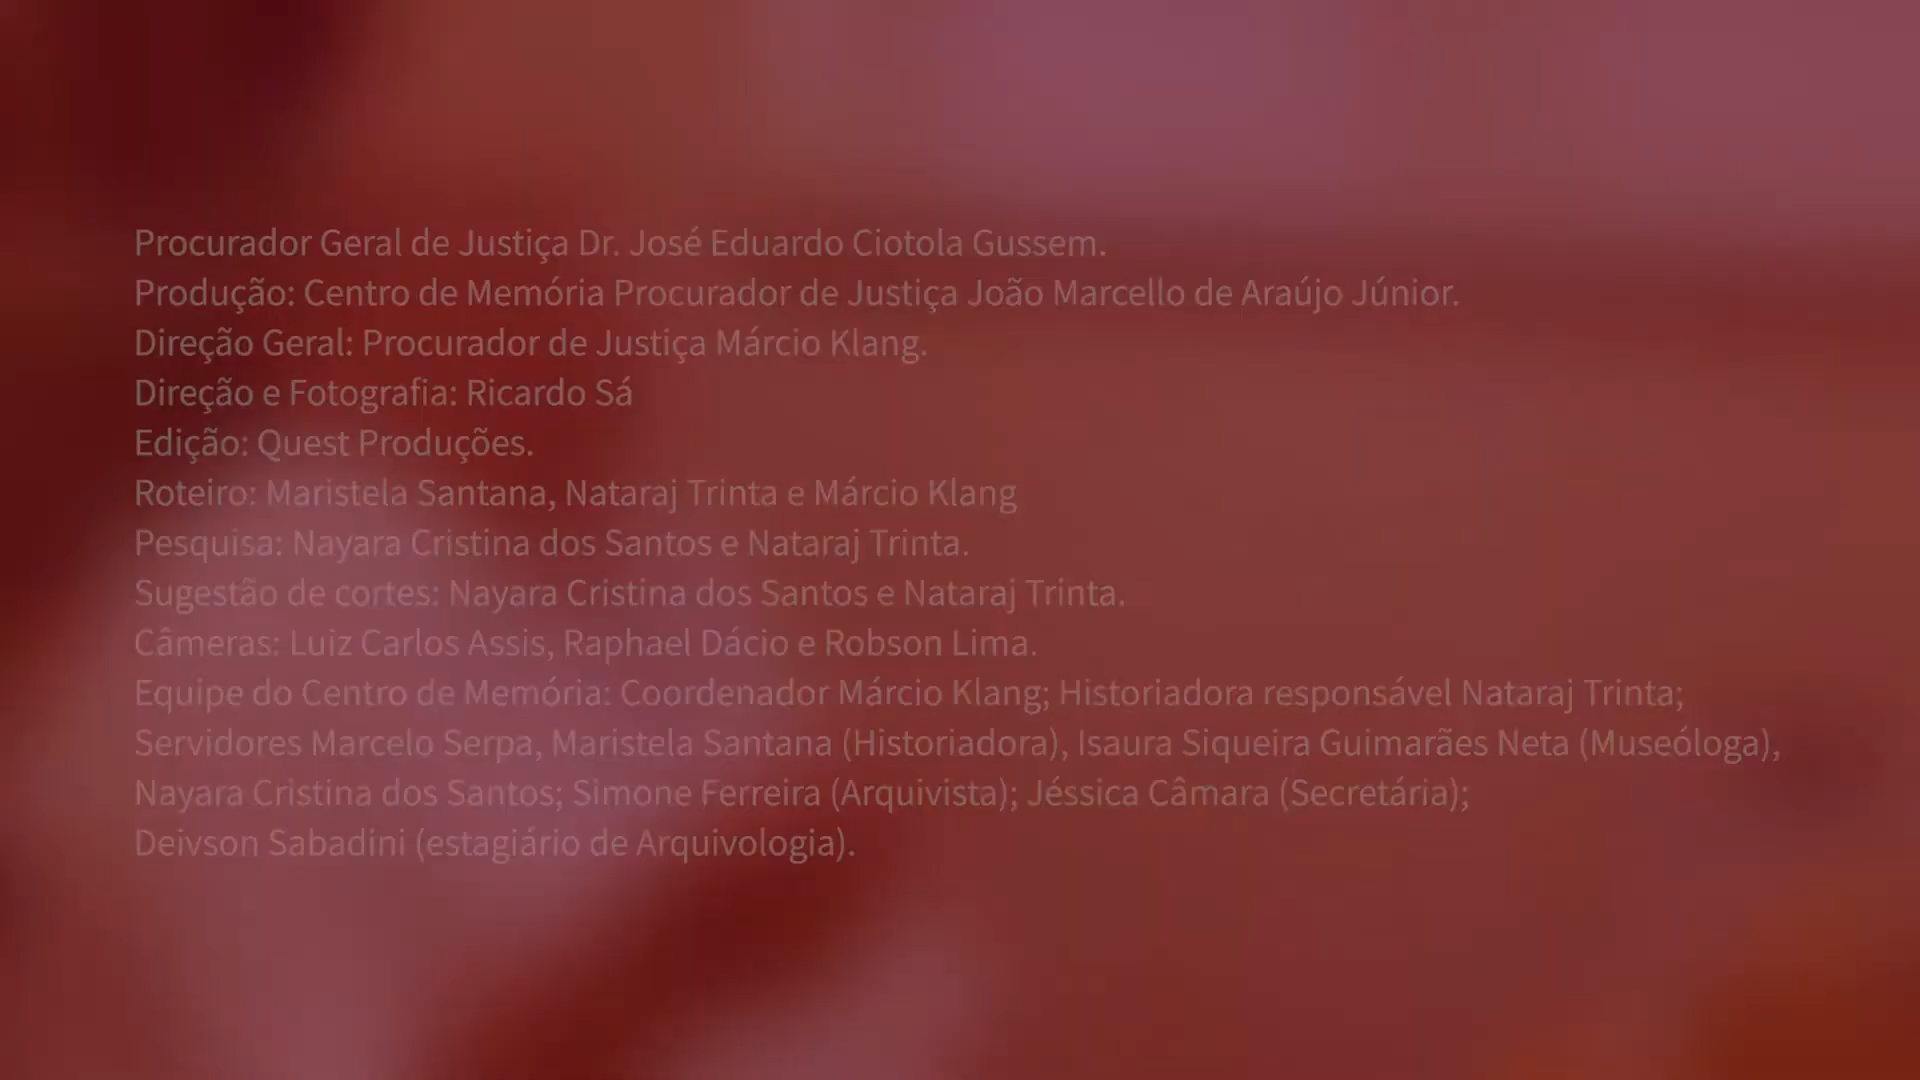 Procurador Geral de Justiça Dr. José Eduardo Ciotola Gussem.
Produção: Centro de Memória Procurador de Justiça João Marcello de Araújo Júnior.
Direção Geral: Procurador de Justiça Márcio Klang.
Direção e Fotografia: Ricardo Sá
Edição: Quest Produções.
Roteiro: Maristela Santana, Nataraj Trinta e Márcio Klang
Pesquisa: Nayara Cristina dos Santos e Nataraj Trinta.
Sugestão de cortes: Nayara Cristina dos Santos e Nataraj Trinta.
Câmeras: Luiz Carlos Assis, Raphael Dácio e Robson Lima.
Equipe do Centro de Memória: Coordenador Márcio Klang; Historiadora responsável Nataraj Trinta;
Servidores Marcelo Serpa, Maristela Santana (Historiadora), Isaura Siqueira Guimarães Neta (Museóloga),
Nayara Cristina dos Santos; Simone Ferreira (Arquivista); Jéssica Câmara (Secretária);
Deivson Sabadini (estagiário de Arquivologia).